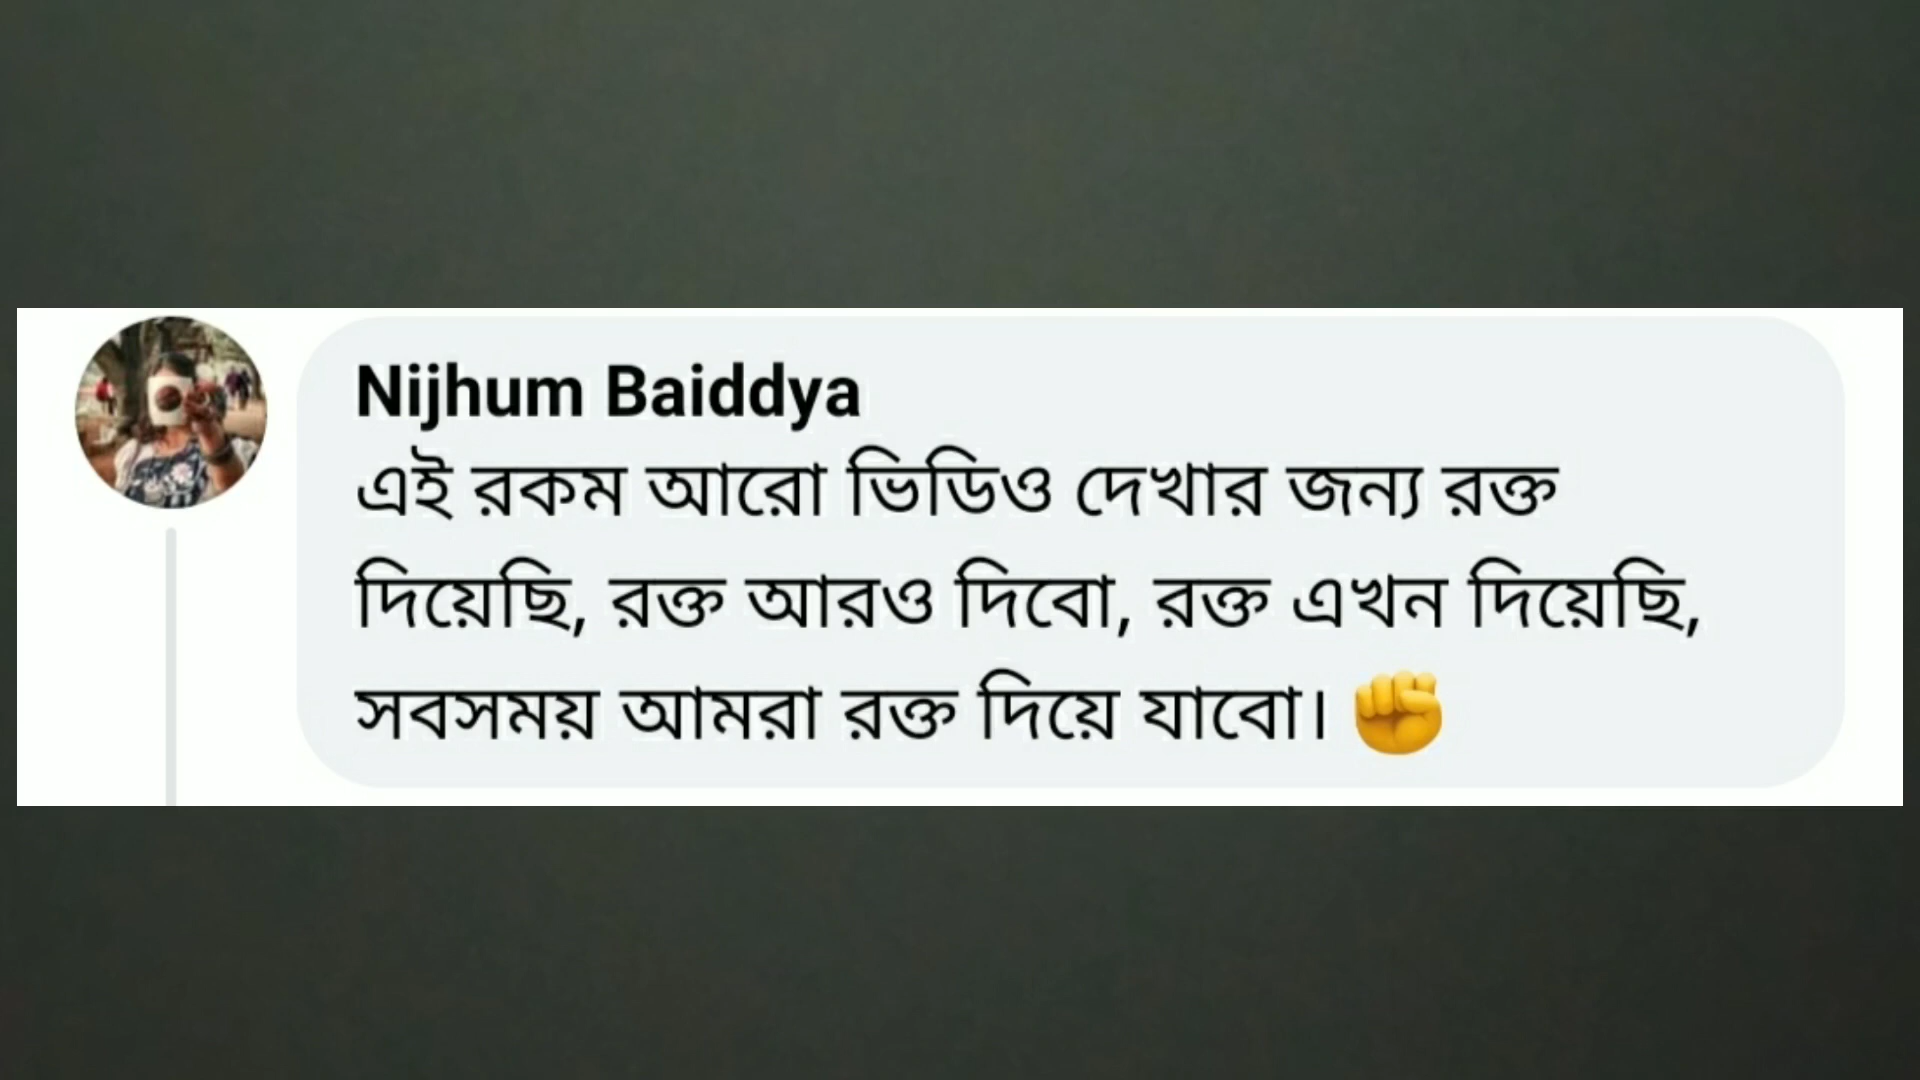 Nijhum Baiddya
এই রকম আরো ভিডিও দেখার জন্য রক্ত
দিয়েছি, রক্ত আরও দিবো, রক্ত এখন দিয়েছি,
সবসময় আমরা রক্ত দিয়ে যাবো। ✊